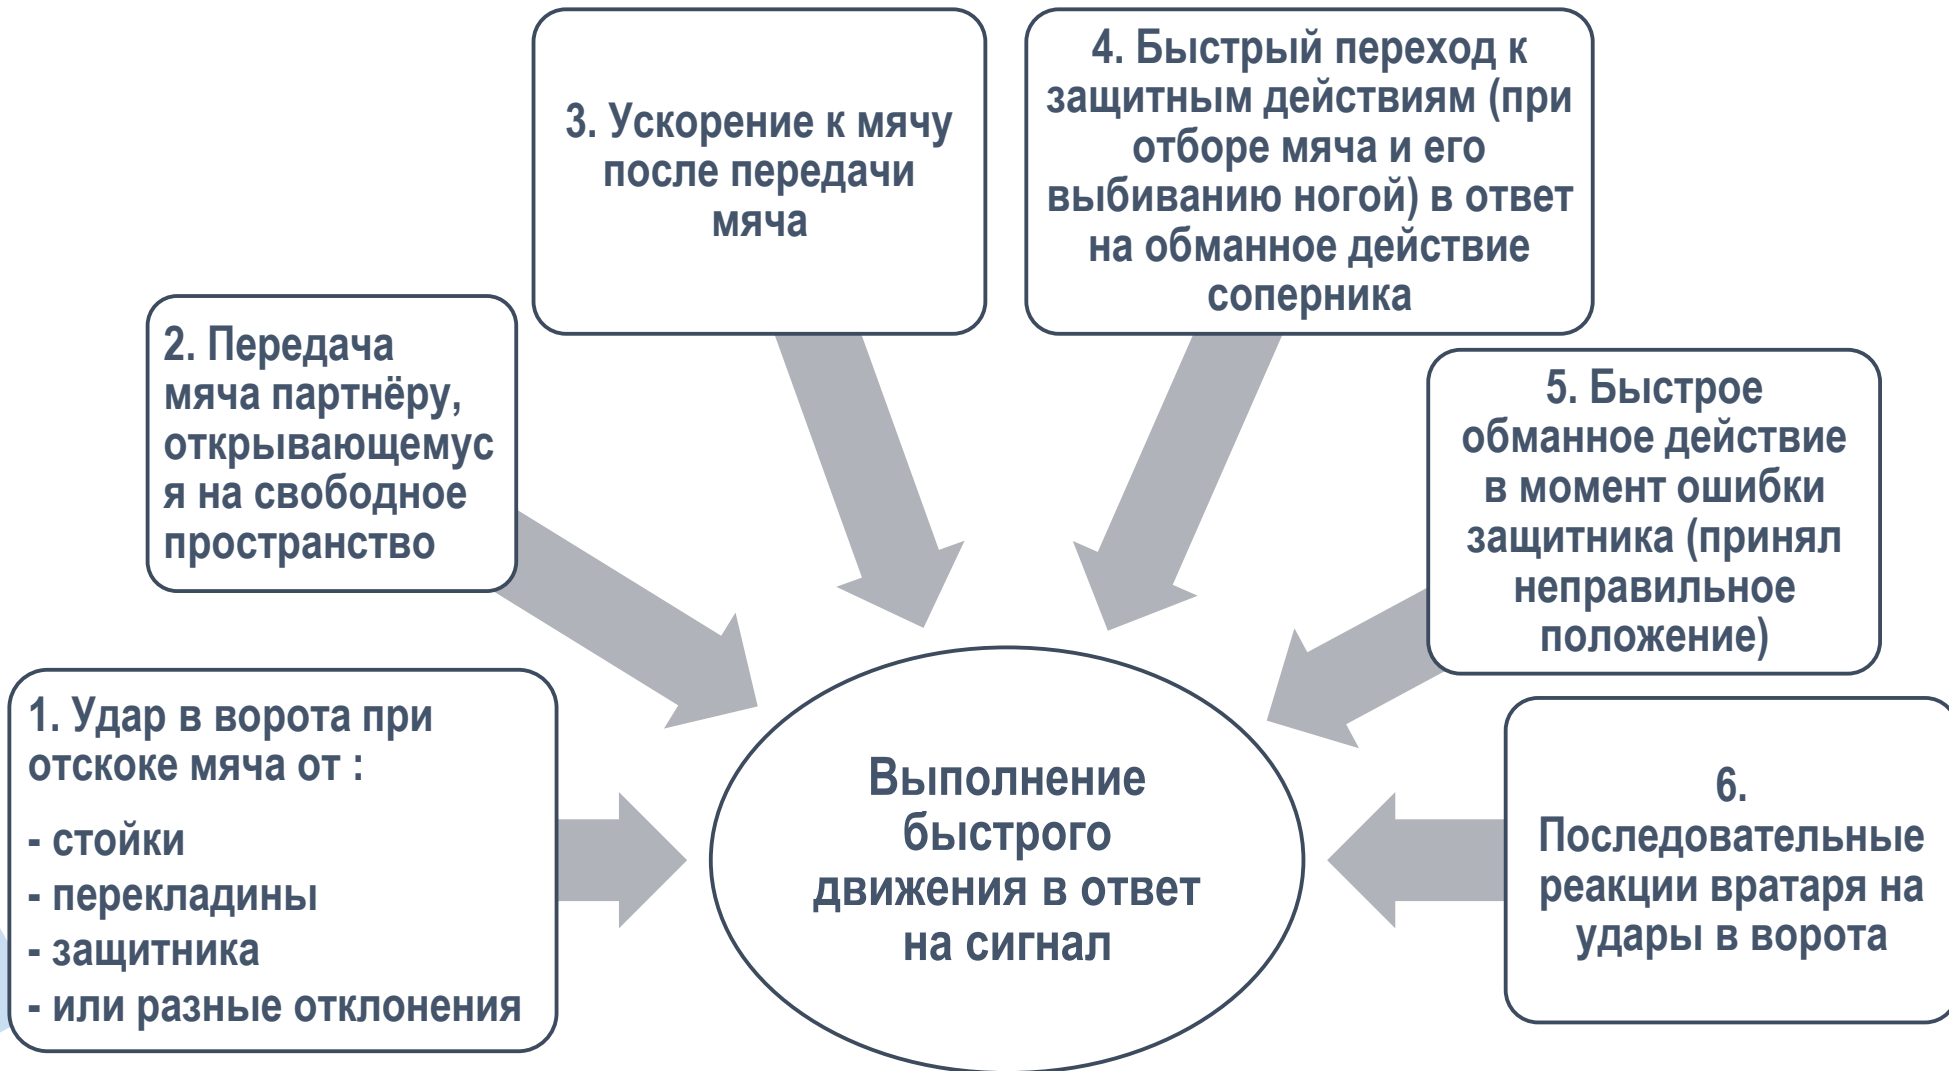 1. Удар в ворота при
отскоке мяча от :
- стойки
- перекладины
- защитника
- или разные отклонения
2. Передача
мяча партнёру,
открывающемус
я на свободное
пространство
3. Ускорение к мячу
после передачи
мяча
4. Быстрый переход к
защитным действиям (при
отборе мяча и его
выбиванию ногой) в ответ
на обманное действие
соперника
5. Быстрое
обманное действие
в момент ошибки
защитника (принял
неправильное
положение)
6.
Последовательные
реакции вратаря на
удары в ворота
Выполнение
быстрого
движения в ответ
на сигнал